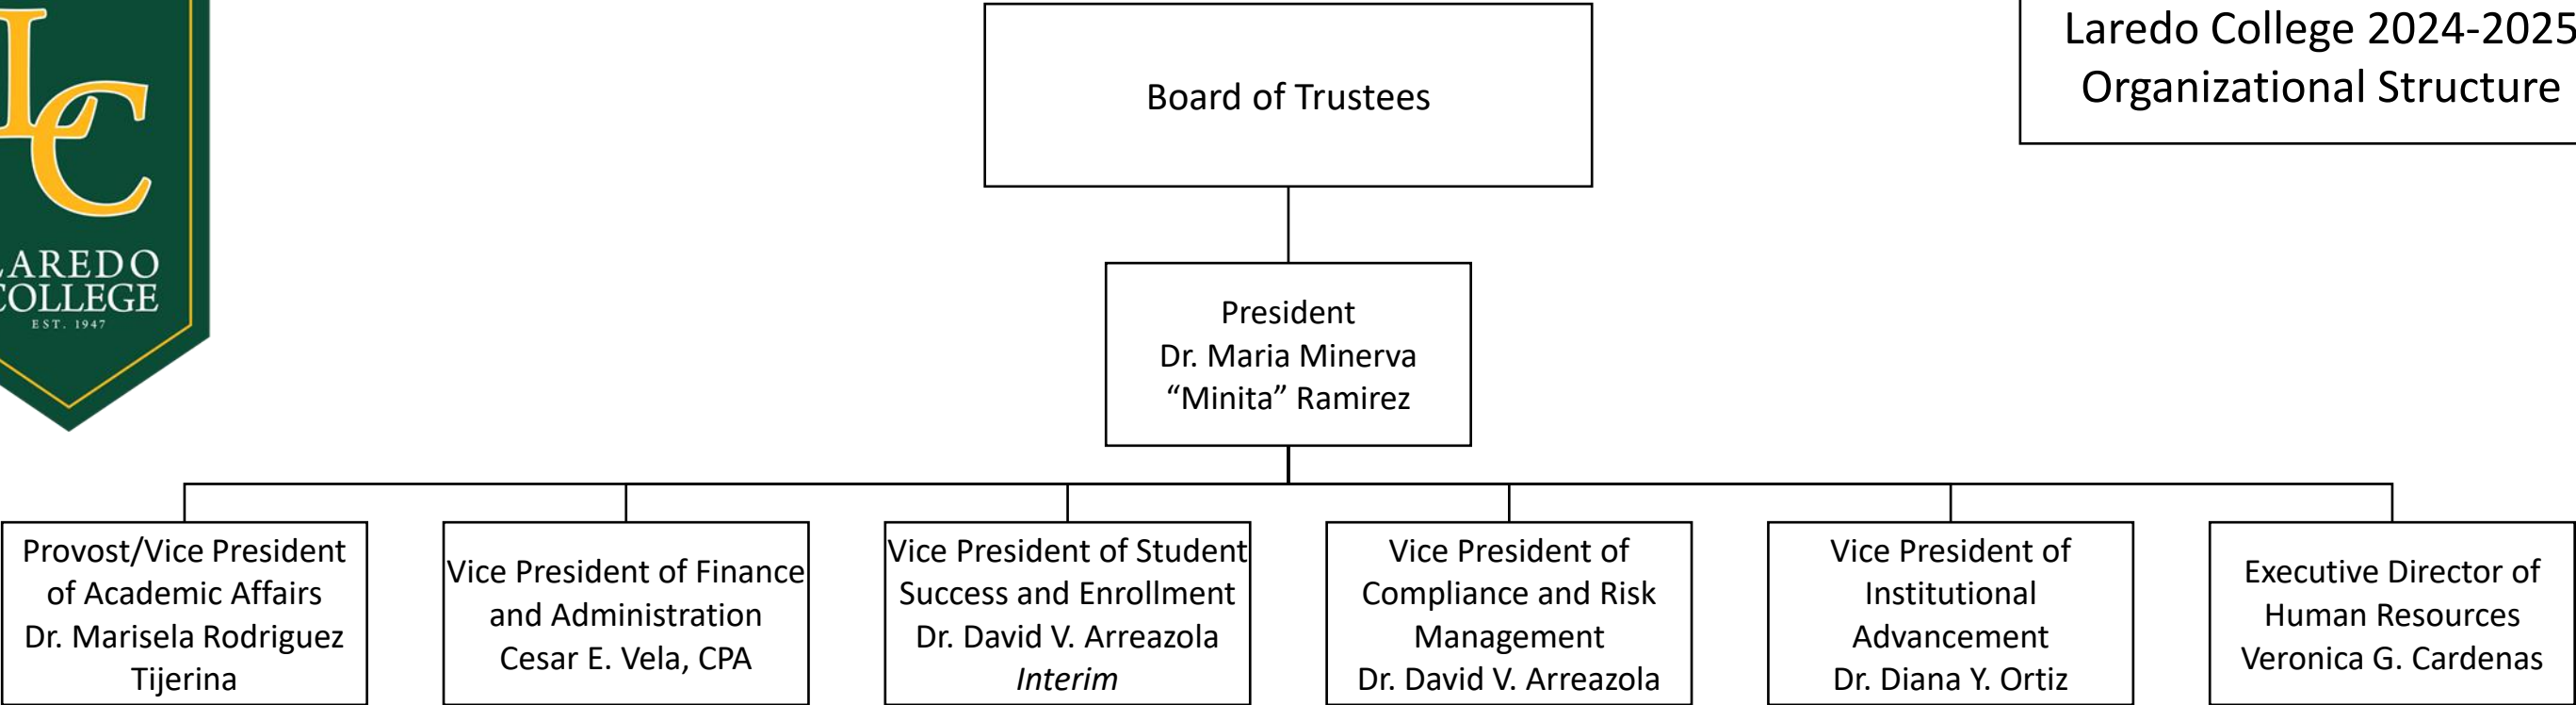 LC
LAREDO
COLLEGE
EST. 1947
Board of Trustees
Laredo College 2024-2025
Organizational Structure
President
Dr. Maria Minerva
“Minita” Ramirez
Provost/Vice President
of Academic Affairs
Dr. Marisela Rodriguez
Tijerina
Vice President of Finance
and Administration
Cesar E. Vela, CPA
Vice President of Student
Success and Enrollment
Dr. David V. Arreazola
Interim
Vice President of
Compliance and Risk
Management
Dr. David V. Arreazola
Vice President of
Institutional
Advancement
Dr. Diana Y. Ortiz
Executive Director of
Human Resources
Veronica G. Cardenas